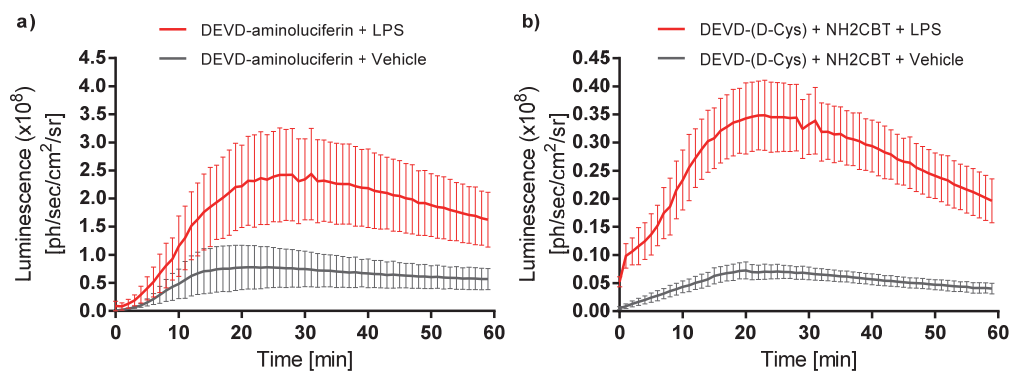 a)
DEVD-aminoluciferin + LPS
DEVD-aminoluciferin + Vehicle
Luminescence (x10⁸)
[ph/sec/cm²/sr]
4.5
4.0
3.5
3.0
2.5
2.0
1.5
1.0
0.5
0.0
0 10 20 30 40 50 60
Time [min]
b)
DEVD-(D-Cys) + NH2CBT + LPS
DEVD-(D-Cys) + NH2CBT + Vehicle
Luminescence (x10⁸)
[ph/sec/cm²/sr]
0.45
0.40
0.35
0.30
0.25
0.20
0.15
0.10
0.05
0.00
0 10 20 30 40 50 60
Time [min]